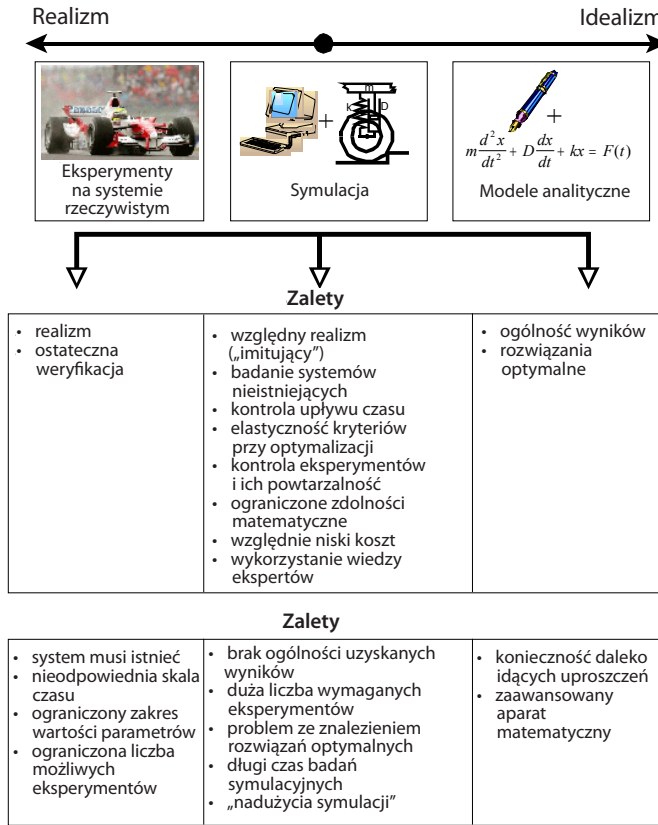 Realizm
Idealizm
Eksperymenty
na systemie
rzeczywistym
m
k
D
+
Symulacja
+
m d²x/dt² + D dx/dt + kx = F(t)
Modele analityczne
Zalety
• realizm
• ostateczna
weryfikacja
• względny realizm
(„imitujący”)
• badanie systemów
nieistniejących
• kontrola upływu czasu
• elastyczność kryteriów
przy optymalizacji
• kontrola eksperymentów
i ich powtarzalność
• ograniczone zdolności
matematyczne
• względnie niski koszt
• wykorzystanie wiedzy
ekspertów
• ogólność wyników
• rozwiązania
optymalne
Zalety
• system musi istnieć
• nieodpowiednia skala
czasu
• ograniczony zakres
wartości parametrów
• ograniczona liczba
możliwych
eksperymentów
• brak ogólności uzyskanych
wyników
• duża liczba wymaganych
eksperymentów
• problem ze znalezieniem
rozwiązań optymalnych
• długi czas badań
symulacyjnych
• „nadużycia symulacji”
• konieczność daleko
idących uproszczeń
• zaawansowany
aparat
matematyczny